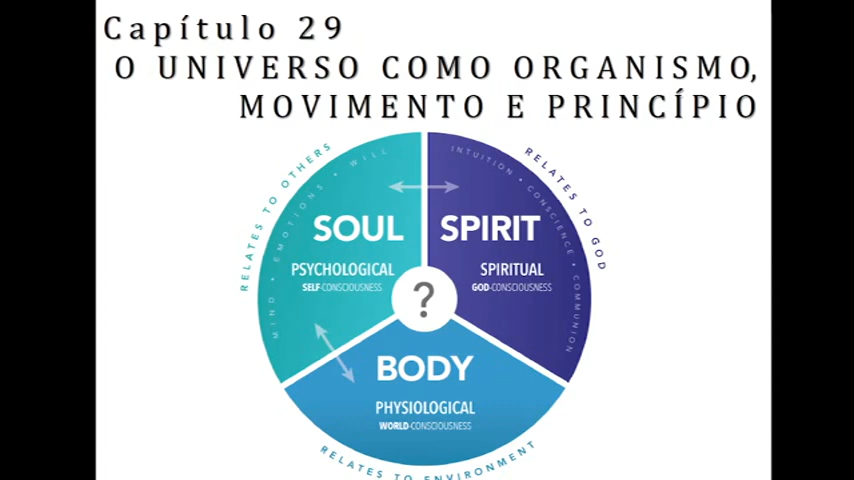 Capítulo 29
O UNIVERSO COMO ORGANISMO,
MOVIMENTO E PRINCÍPIO
RELATES TO OTHERS
MIND • EMOTIONS • WILL
SOUL
PSYCHOLOGICAL
SELF-CONSCIOUSNESS
RELATES TO GOD
INTUITION • CONSCIENCE • COMMUNION
SPIRIT
SPIRITUAL
GOD-CONSCIOUSNESS
?
BODY
PHYSIOLOGICAL
WORLD-CONSCIOUSNESS
RELATES TO ENVIRONMENT